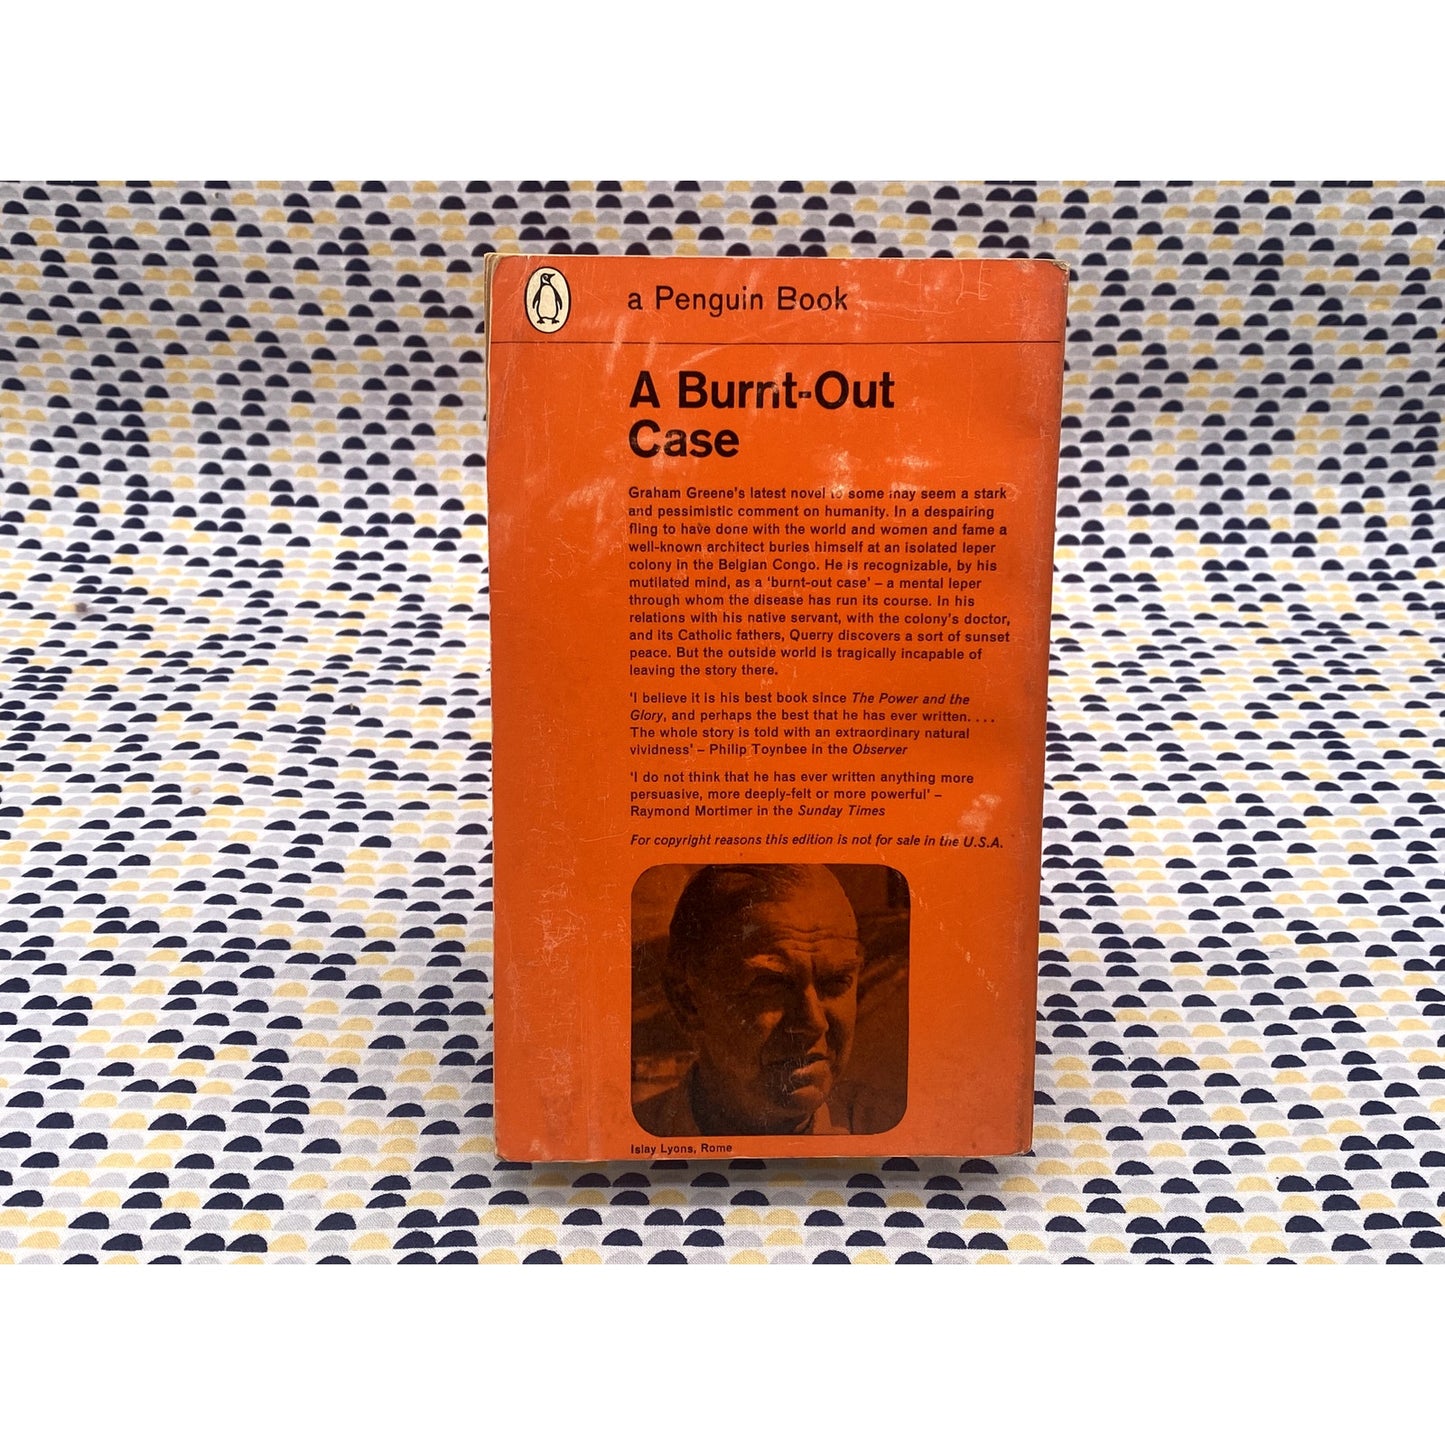 a Penguin Book
A Burnt-Out
Case
Graham Greene's latest novel to some may seem a stark
and pessimistic comment on humanity. In a despairing
fling to have done with the world and women and fame a
well-known architect buries himself at an isolated leper
colony in the Belgian Congo. He is recognizable, by his
mutilated mind, as a 'burnt-out case' – a mental leper
through whom the disease has run its course. In his
relations with his native servant, with the colony's doctor,
and its Catholic fathers, Querry discovers a sort of sunset
peace. But the outside world is tragically incapable of
leaving the story there.
'I believe it is his best book since The Power and the
Glory, and perhaps the best that he has ever written. . . .
The whole story is told with an extraordinary natural
vividness' – Philip Toynbee in the Observer
'I do not think that he has ever written anything more
persuasive, more deeply-felt or more powerful' –
Raymond Mortimer in the Sunday Times
For copyright reasons this edition is not for sale in the U.S.A.
Islay Lyons, Rome